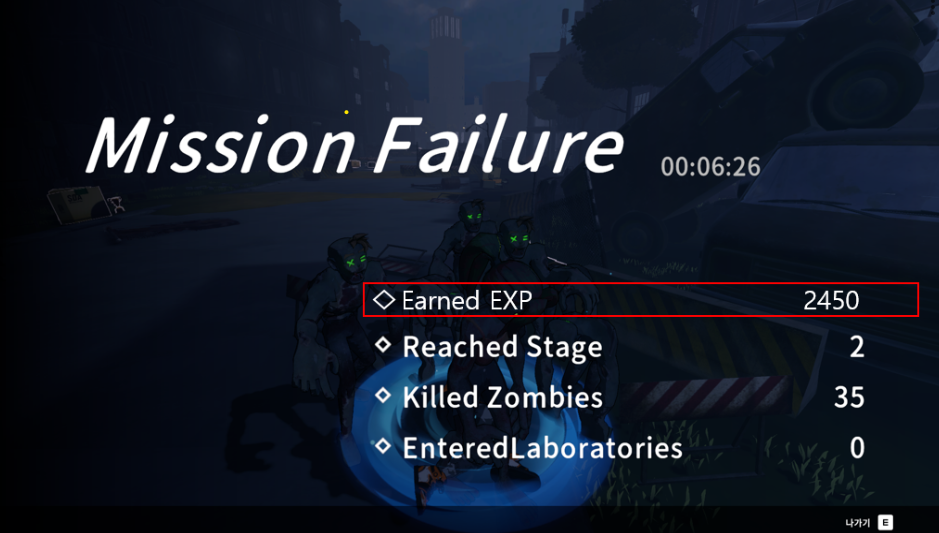 Mission Failure 00:06:26
Earned EXP 2450
Reached Stage 2
Killed Zombies 35
EnteredLaboratories 0
나가기 E